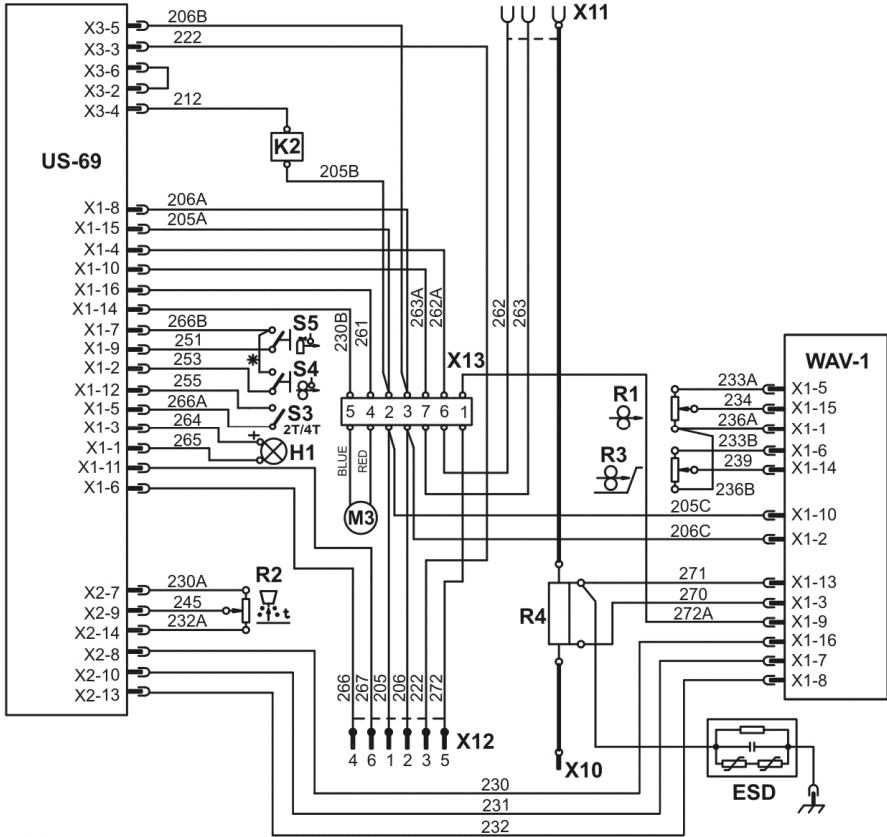 US-69
X3-5 206B
X3-3 222
X3-6
X3-2
X3-4 212
K2
205B
X1-8 206A
X1-15 205A
X1-4
X1-10
X1-16
X1-14
X1-7 266B
X1-9 251
X1-2 253
X1-12 255
X1-5 266A
X1-3 264
X1-1 265
X1-11
X1-6
S5
*
S4
S3
2T/4T
+
H1
X2-7 230A
X2-9 245
X2-14 232A
X2-8
X2-10
X2-13
R2
t
230B
261
263A
262A
262
263
X11
X13
5 4 2 3 7 6 1
BLUE
RED
M3
266
267
205
206
222
272
4 6 1 2 3 5
X12
WAV-1
R1
R3
233A X1-5
234 X1-15
236A X1-1
233B X1-6
239 X1-14
236B
205C X1-10
206C X1-2
271 X1-13
270 X1-3
272A X1-9
X1-16
X1-7
X1-8
R4
X10
ESD
230
231
232